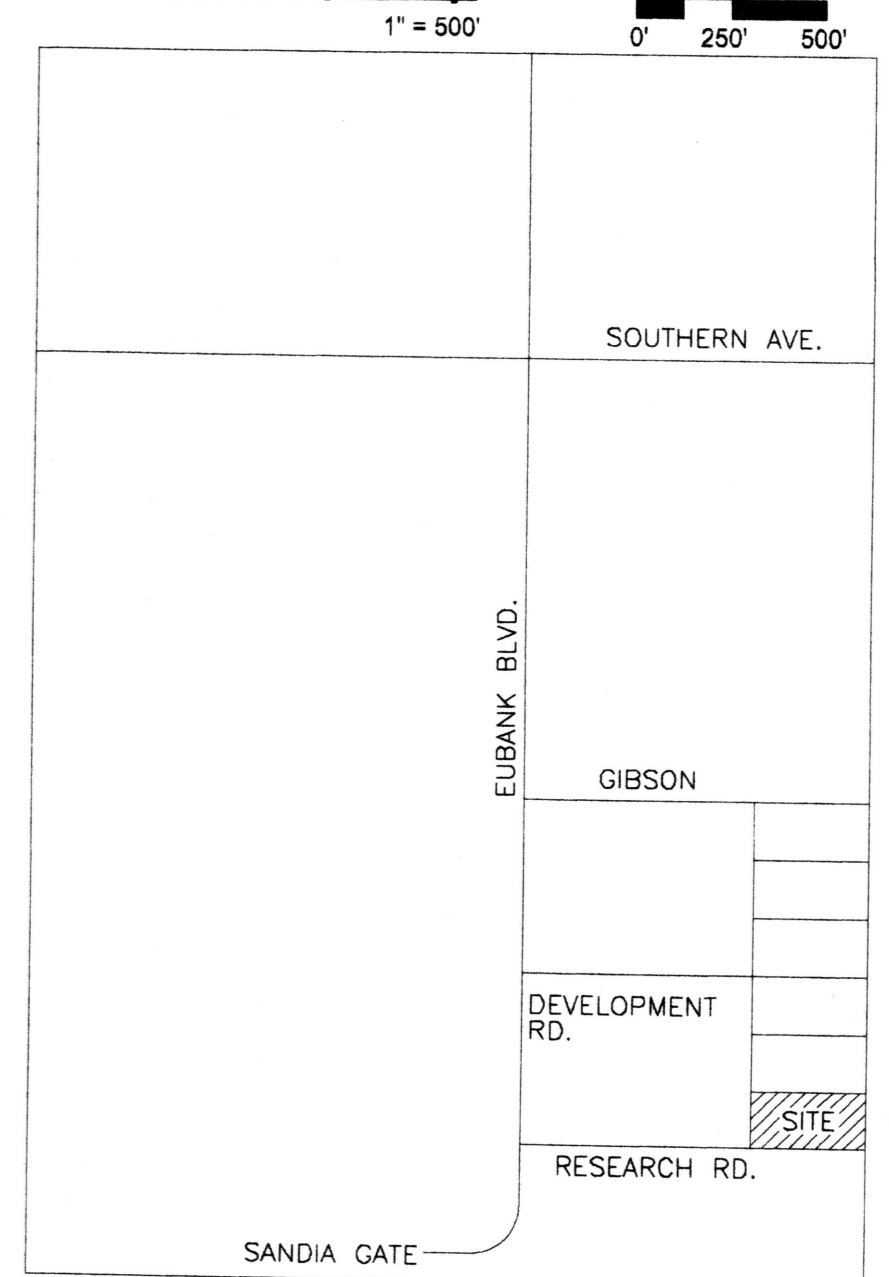 1" = 500'
0' 250' 500'
SOUTHERN AVE.
EUBANK BLVD.
GIBSON
DEVELOPMENT
RD.
SITE
RESEARCH RD.
SANDIA GATE